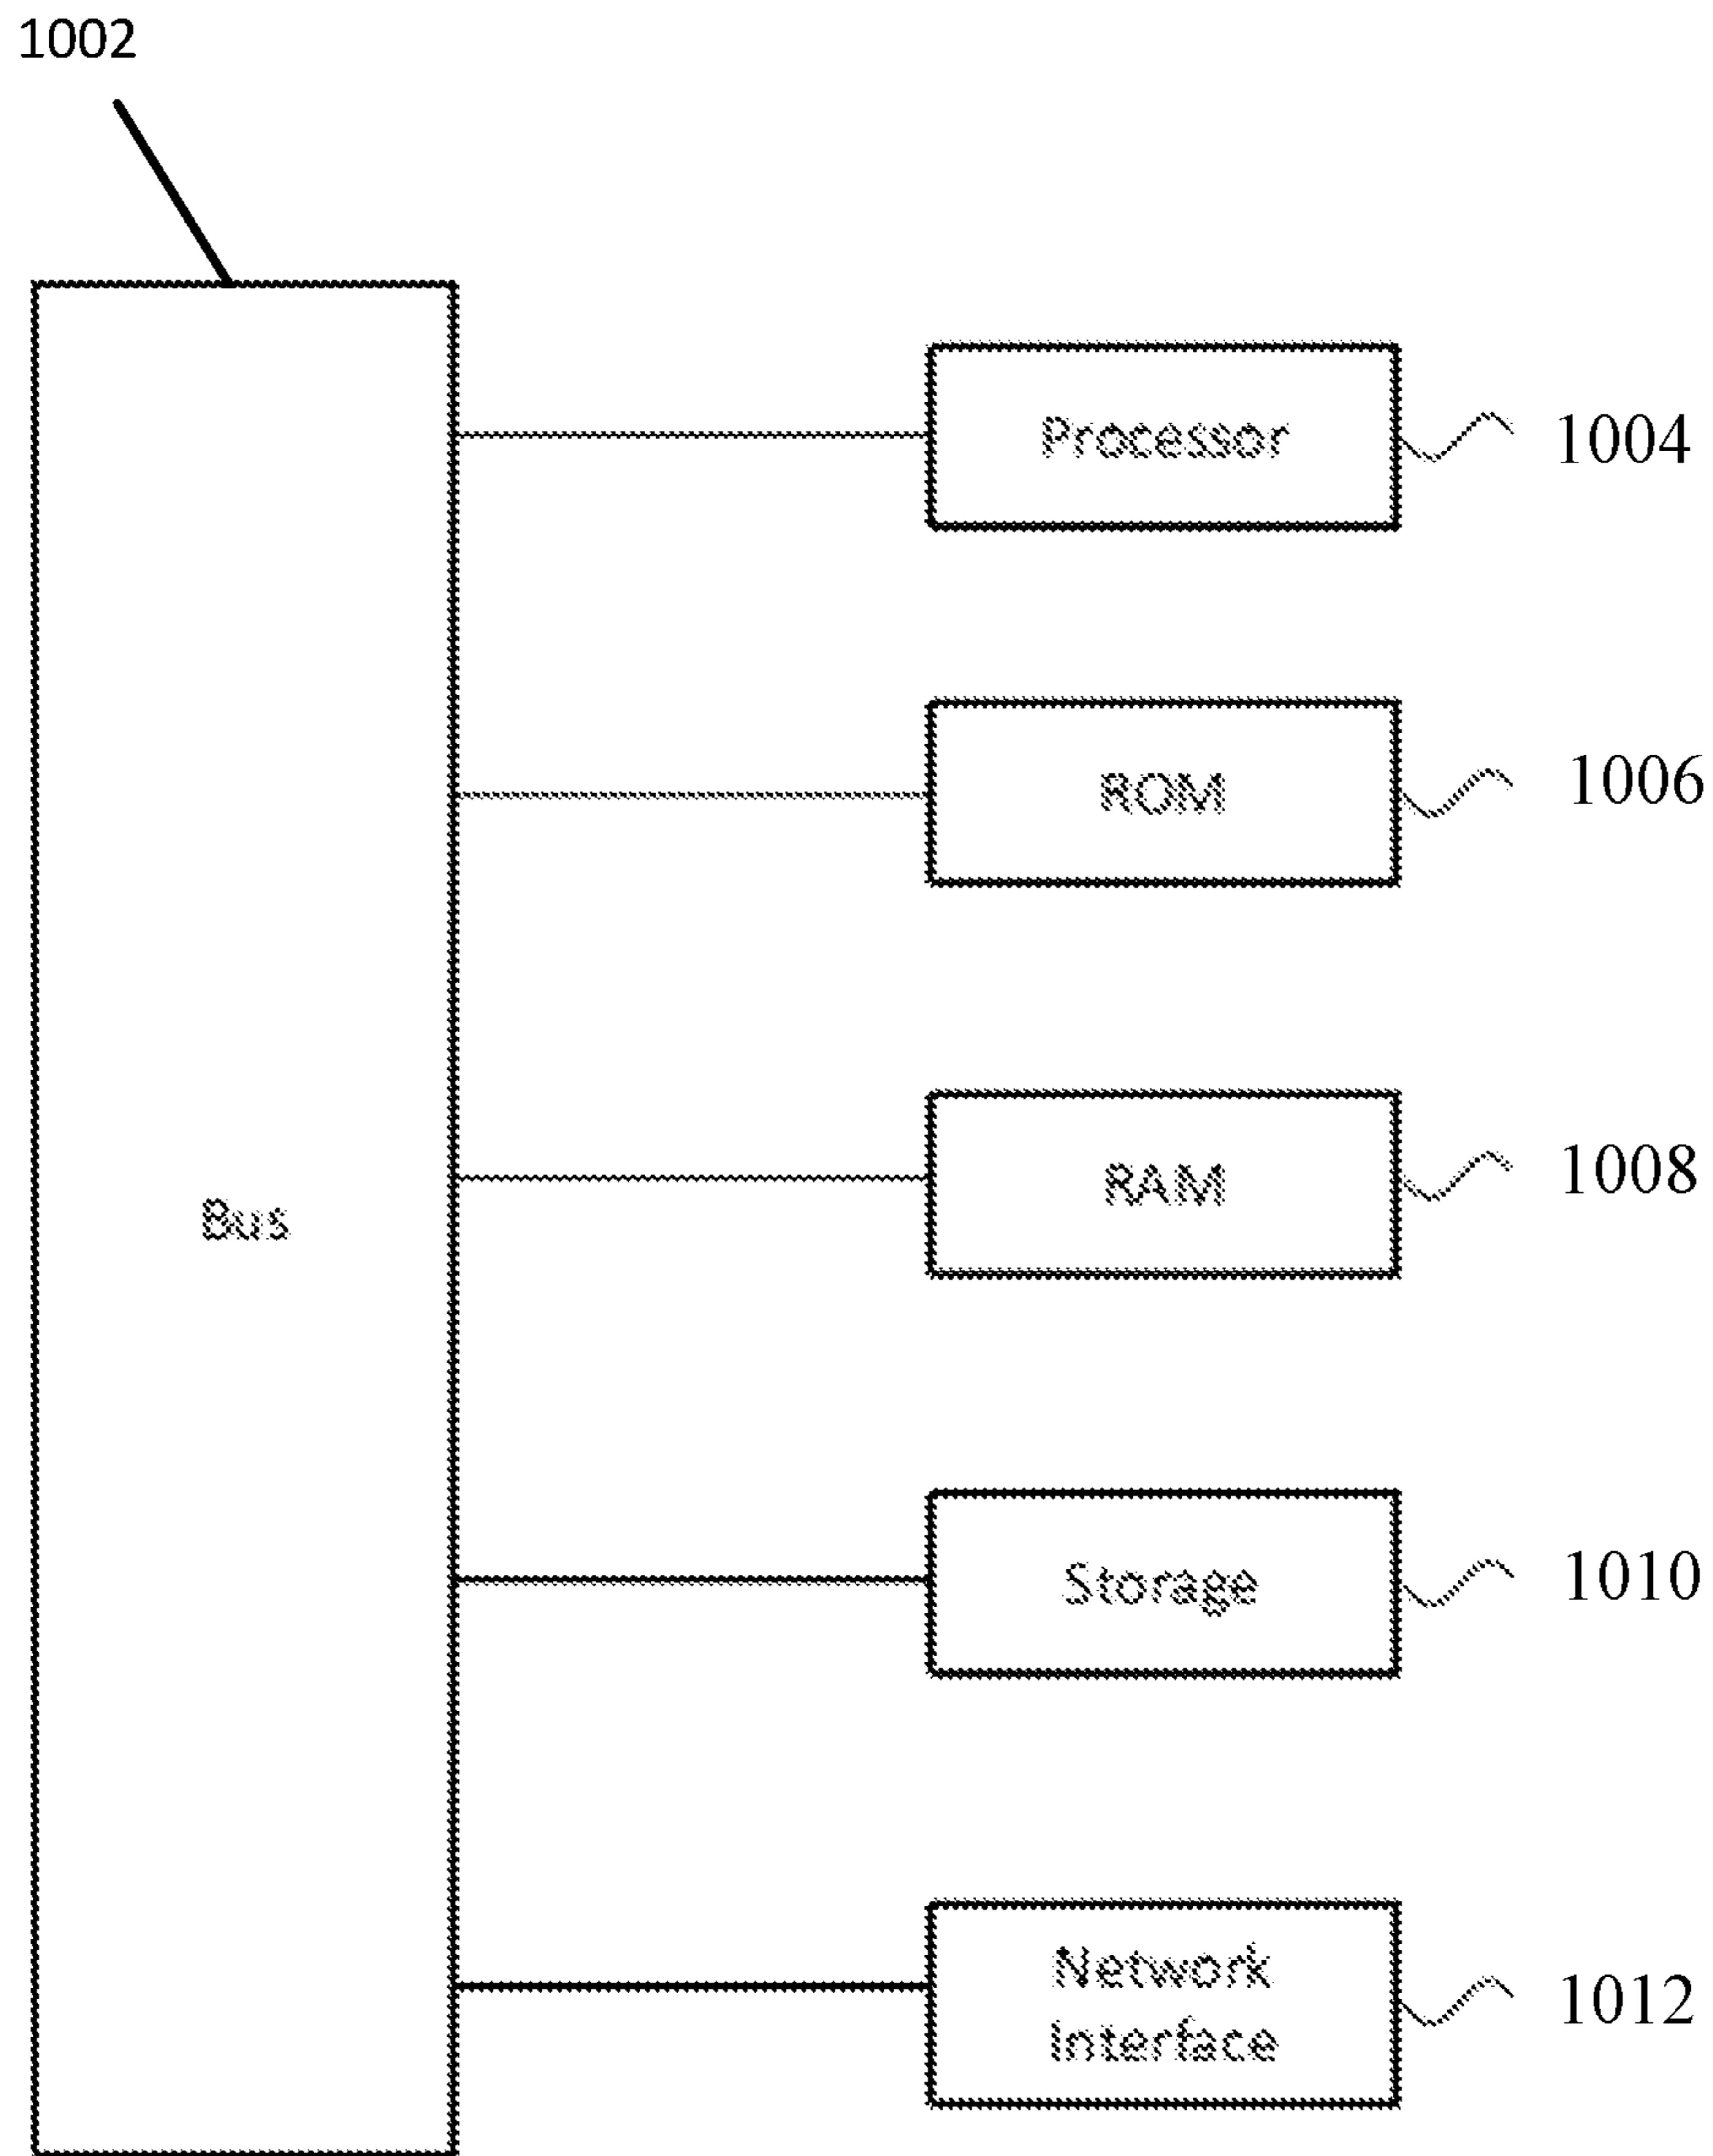 1002
Processor
1004
ROM
1006
RAM
1008
Bus
Storage
1010
Network
Interface
1012